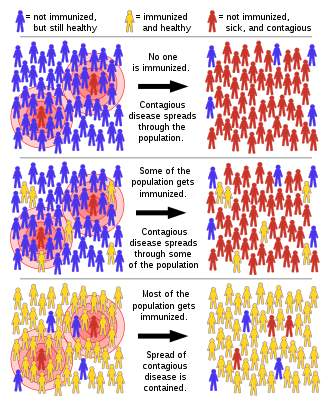 = not immunized,
but still healthy
= immunized
and healthy
= not immunized,
sick, and contagious
No one
is immunized.
Contagious
disease spreads
through the
population.
Some of the
population gets
immunized.
Contagious
disease spreads
through some
of the population
Most of the
population gets
immunized.
Spread of
contagious
disease is
contained.